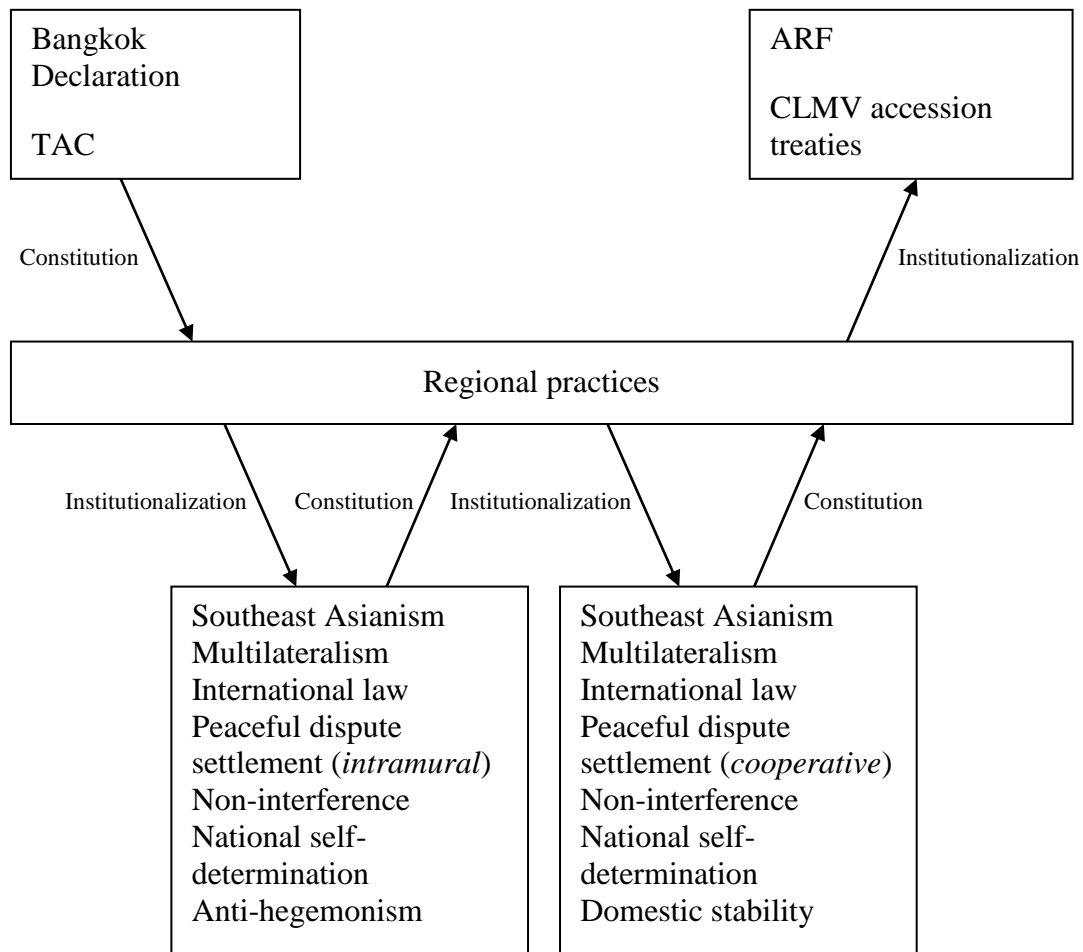 Bangkok
Declaration
TAC
ARF
CLMV accession
treaties
Constitution
Institutionalization
Regional practices
Institutionalization
Constitution
Institutionalization
Constitution
Southeast Asianism
Multilateralism
International law
Peaceful dispute
settlement (intramural)
Non-interference
National self-
determination
Anti-hegemonism
Southeast Asianism
Multilateralism
International law
Peaceful dispute
settlement (cooperative)
Non-interference
National self-
determination
Domestic stability